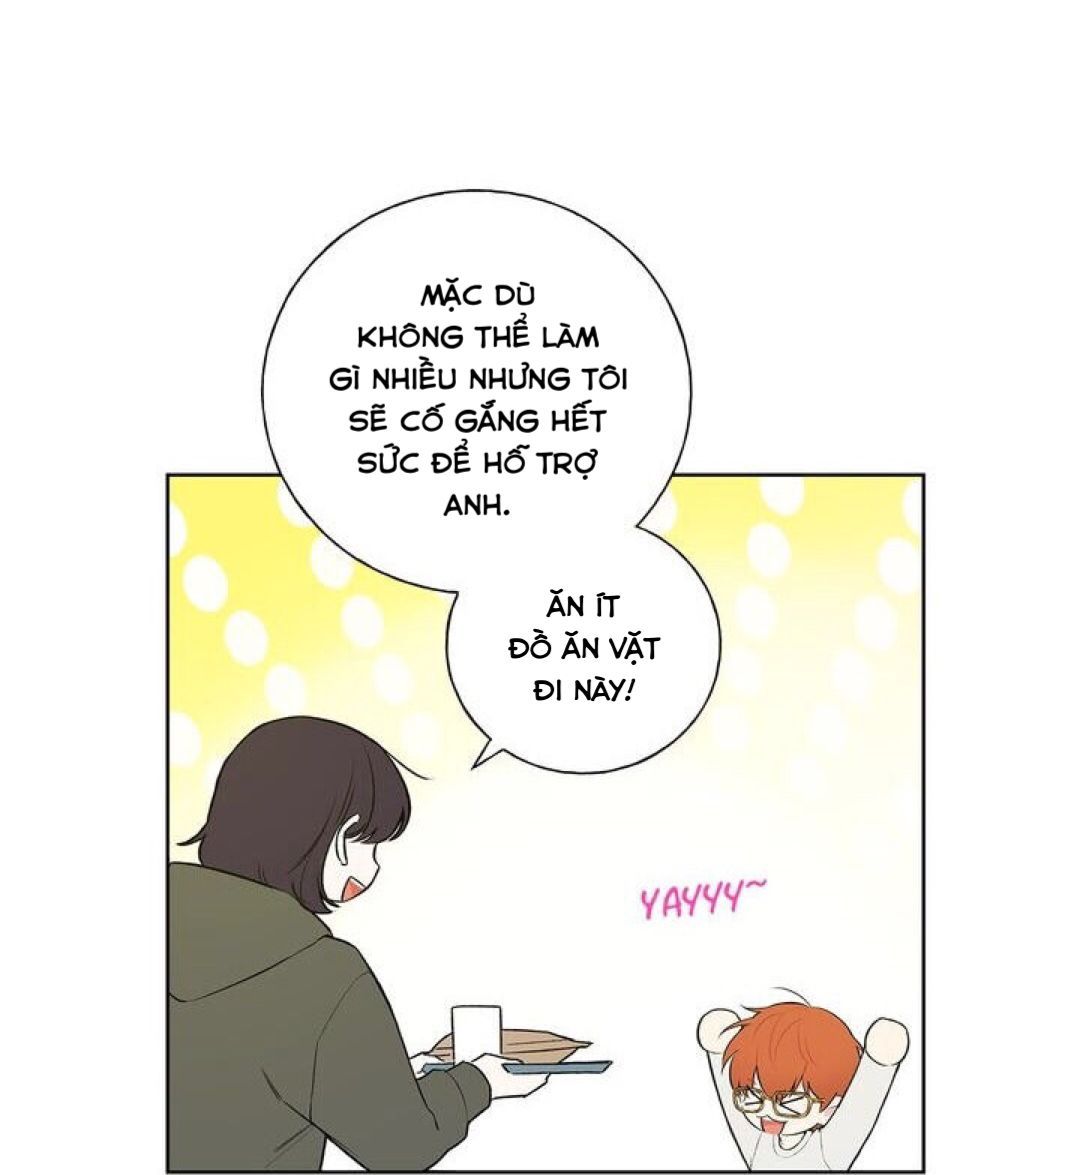 MẶC DÙ
KHÔNG THỂ LÀM
GÌ NHIỀU NHƯNG TÔI
SẼ CỐ GẮNG HẾT
SỨC ĐỂ HỖ TRỢ
ANH.
ĂN ÍT
ĐỒ ĂN VẶT
ĐI NÀY!
YAYYY~